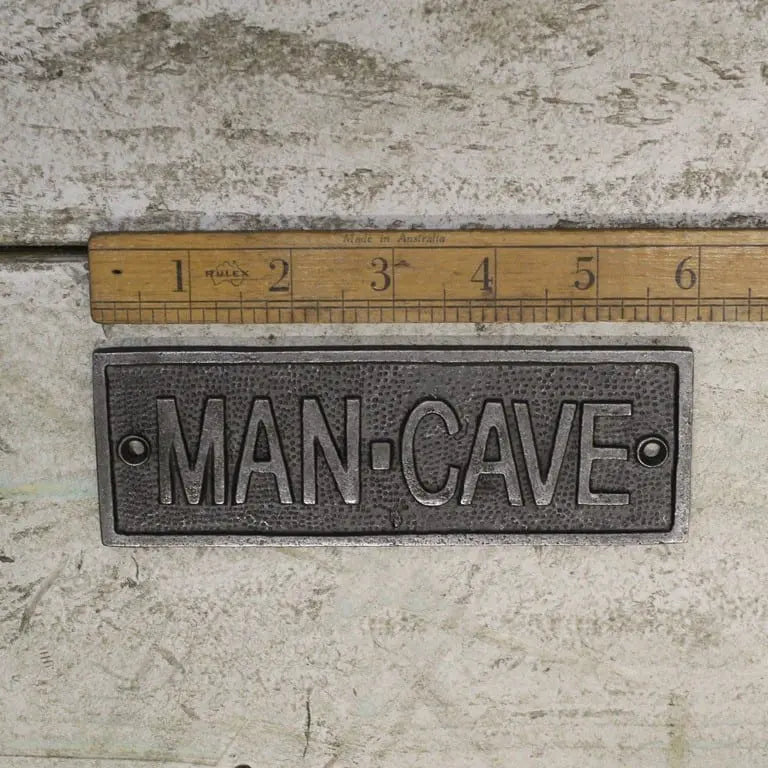 Made in Australia
1 RULEX 2 3 4 5 6
MAN·CAVE